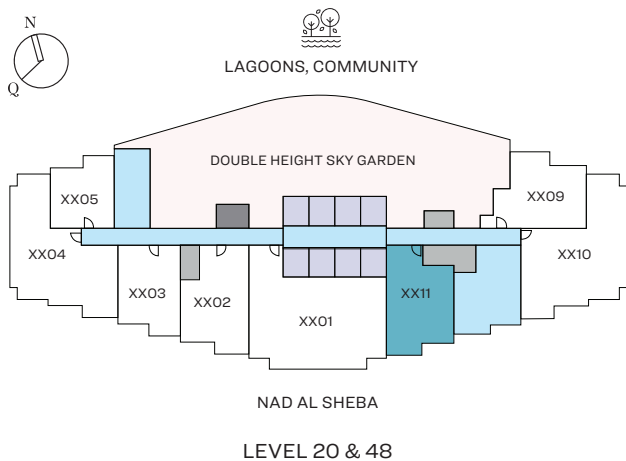 N
Q
LAGOONS, COMMUNITY
DOUBLE HEIGHT SKY GARDEN
XX05
XX09
XX04
XX10
XX03
XX02
XX01
XX11
NAD AL SHEBA
LEVEL 20 & 48